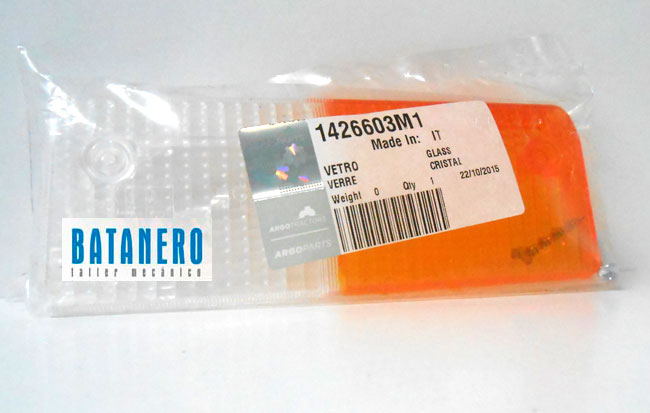 1426603M1
Made In: IT
VETRO GLASS
VERRE CRISTAL
Weight 0 Qty 1 22/10/2015
ARGOTRACTORS
ARGOPARTS
BATANERO
taller mecánico